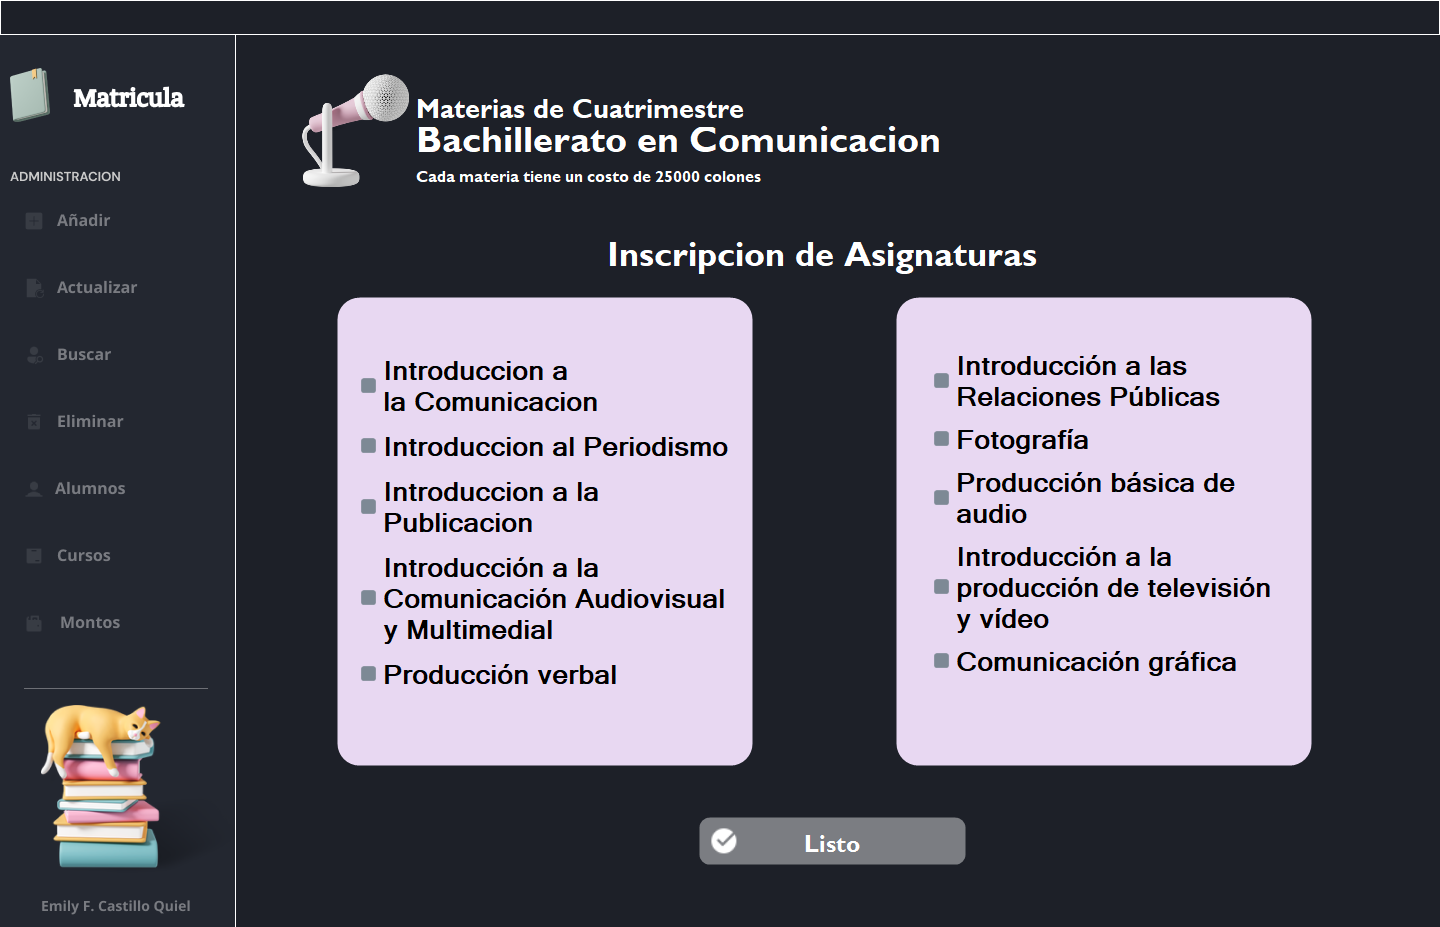 Matricula
ADMINISTRACION
Añadir
Actualizar
Buscar
Eliminar
Alumnos
Cursos
Montos
Emily F. Castillo Quiel
Materias de Cuatrimestre
Bachillerato en Comunicacion
Cada materia tiene un costo de 25000 colones
Inscripcion de Asignaturas
Introduccion a
la Comunicacion
Introduccion al Periodismo
Introduccion a la
Publicacion
Introducción a la
Comunicación Audiovisual
y Multimedial
Producción verbal
Introducción a las
Relaciones Públicas
Fotografía
Producción básica de
audio
Introducción a la
producción de televisión
y vídeo
Comunicación gráfica
Listo